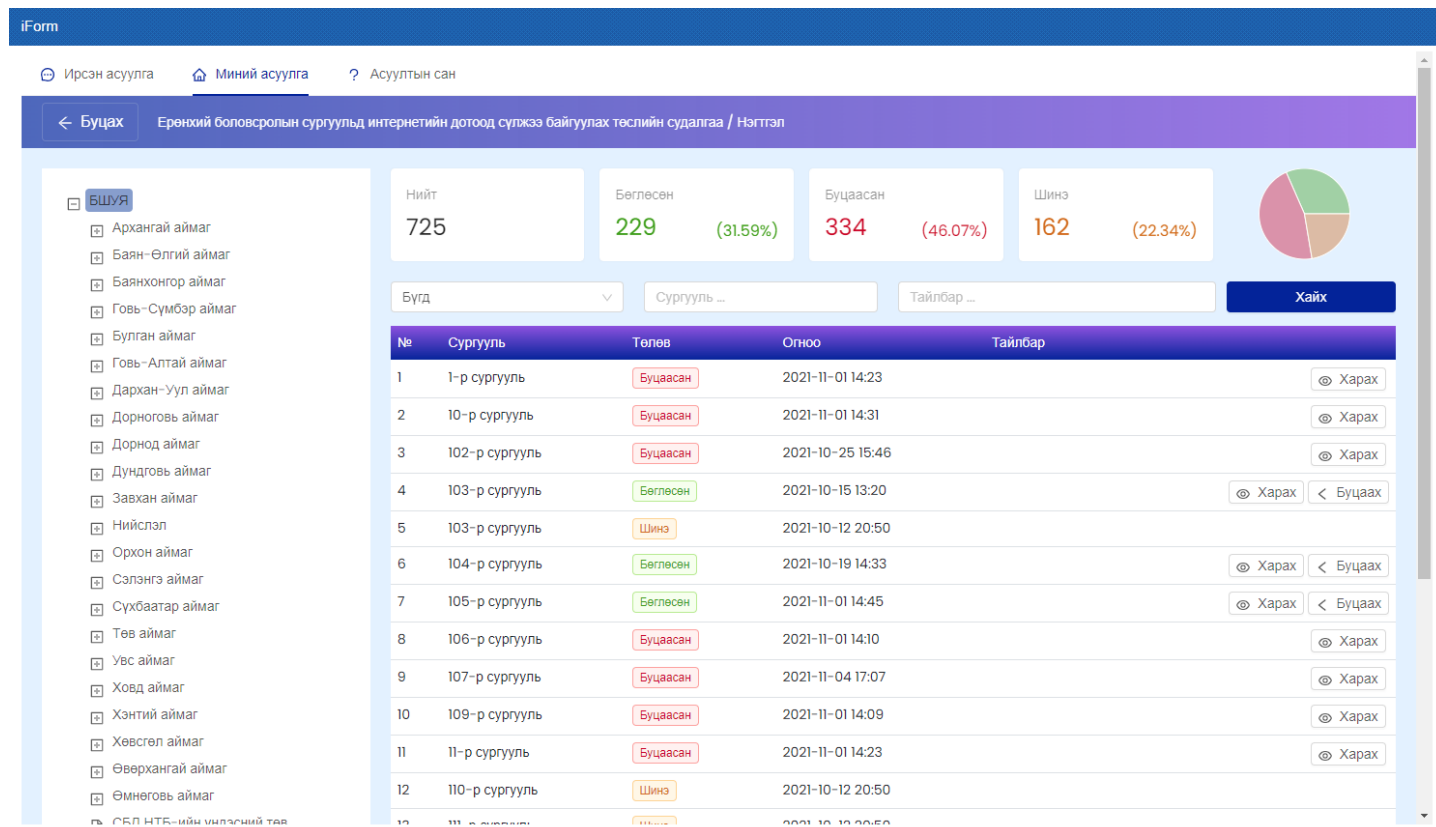 iForm
Ирсэн асуулга
Миний асуулга
? Асуултын сан
Буцах
Ерөнхий боловсролын сургуульд интернетийн дотоод сүлжээ байгуулах төслийн судалгаа / Нэгтгэл
БШУЯ
Архангай аймаг
Баян-Өлгий аймаг
Баянхонгор аймаг
Говь-Сүмбэр аймаг
Булган аймаг
Говь-Алтай аймаг
Дархан-Уул аймаг
Дорноговь аймаг
Дорнод аймаг
Дундговь аймаг
Завхан аймаг
Нийслэл
Орхон аймаг
Сэлэнгэ аймаг
Сүхбаатар аймаг
Төв аймаг
Увс аймаг
Ховд аймаг
Хэнтий аймаг
Хөвсгөл аймаг
Өвөрхангай аймаг
Өмнөговь аймаг
Нийт
725
Бөглөсөн
229 (31.59%)
Буцаасан
334 (46.07%)
Шинэ
162 (22.34%)
Бүгд
Сургууль ...
Тайлбар ...
Хайх
№ Сургууль Төлөв Огноо Тайлбар
1 1-р сургууль Буцаасан 2021-11-01 14:23 Харах
2 10-р сургууль Буцаасан 2021-11-01 14:31 Харах
3 102-р сургууль Буцаасан 2021-10-25 15:46 Харах
4 103-р сургууль Бөглөсөн 2021-10-15 13:20 Харах Буцаах
5 103-р сургууль Шинэ 2021-10-12 20:50
6 104-р сургууль Бөглөсөн 2021-10-19 14:33 Харах Буцаах
7 105-р сургууль Бөглөсөн 2021-11-01 14:45 Харах Буцаах
8 106-р сургууль Буцаасан 2021-11-01 14:10 Харах
9 107-р сургууль Буцаасан 2021-11-04 17:07 Харах
10 109-р сургууль Буцаасан 2021-11-01 14:09 Харах
11 11-р сургууль Буцаасан 2021-11-01 14:23 Харах
12 110-р сургууль Шинэ 2021-10-12 20:50